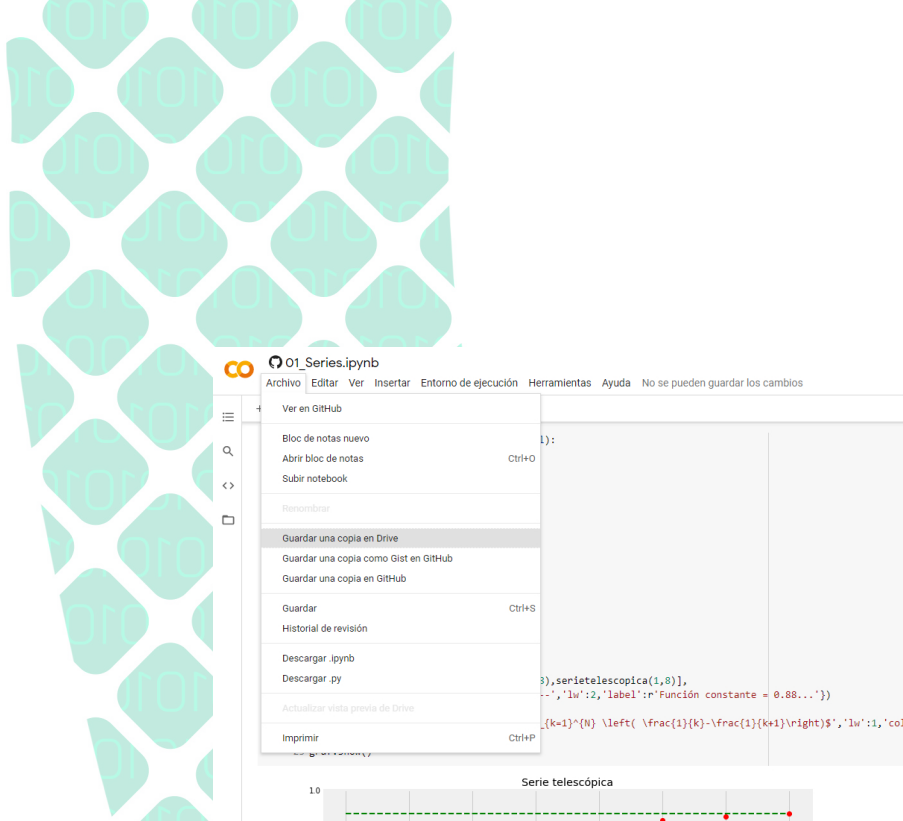 01_Series.ipynb
Archivo Editar Ver Insertar Entorno de ejecución Herramientas Ayuda No se pueden guardar los cambios
Ver en GitHub
Bloc de notas nuevo
Abrir bloc de notas Ctrl+O
Subir notebook
Renombrar
Guardar una copia en Drive
Guardar una copia como Gist en GitHub
Guardar una copia en GitHub
Guardar Ctrl+S
Historial de revisión
Descargar .ipynb
Descargar .py
Actualizar vista previa de Drive
Imprimir Ctrl+P
):
),serietelescopica(1,8)],
--','lw':2,'label':r'Función constante = 0.88...'})
_{k=1}^{N} \left( \frac{1}{k}-\frac{1}{k+1}\right)$','lw':1,'col
Serie telescópica
1.0